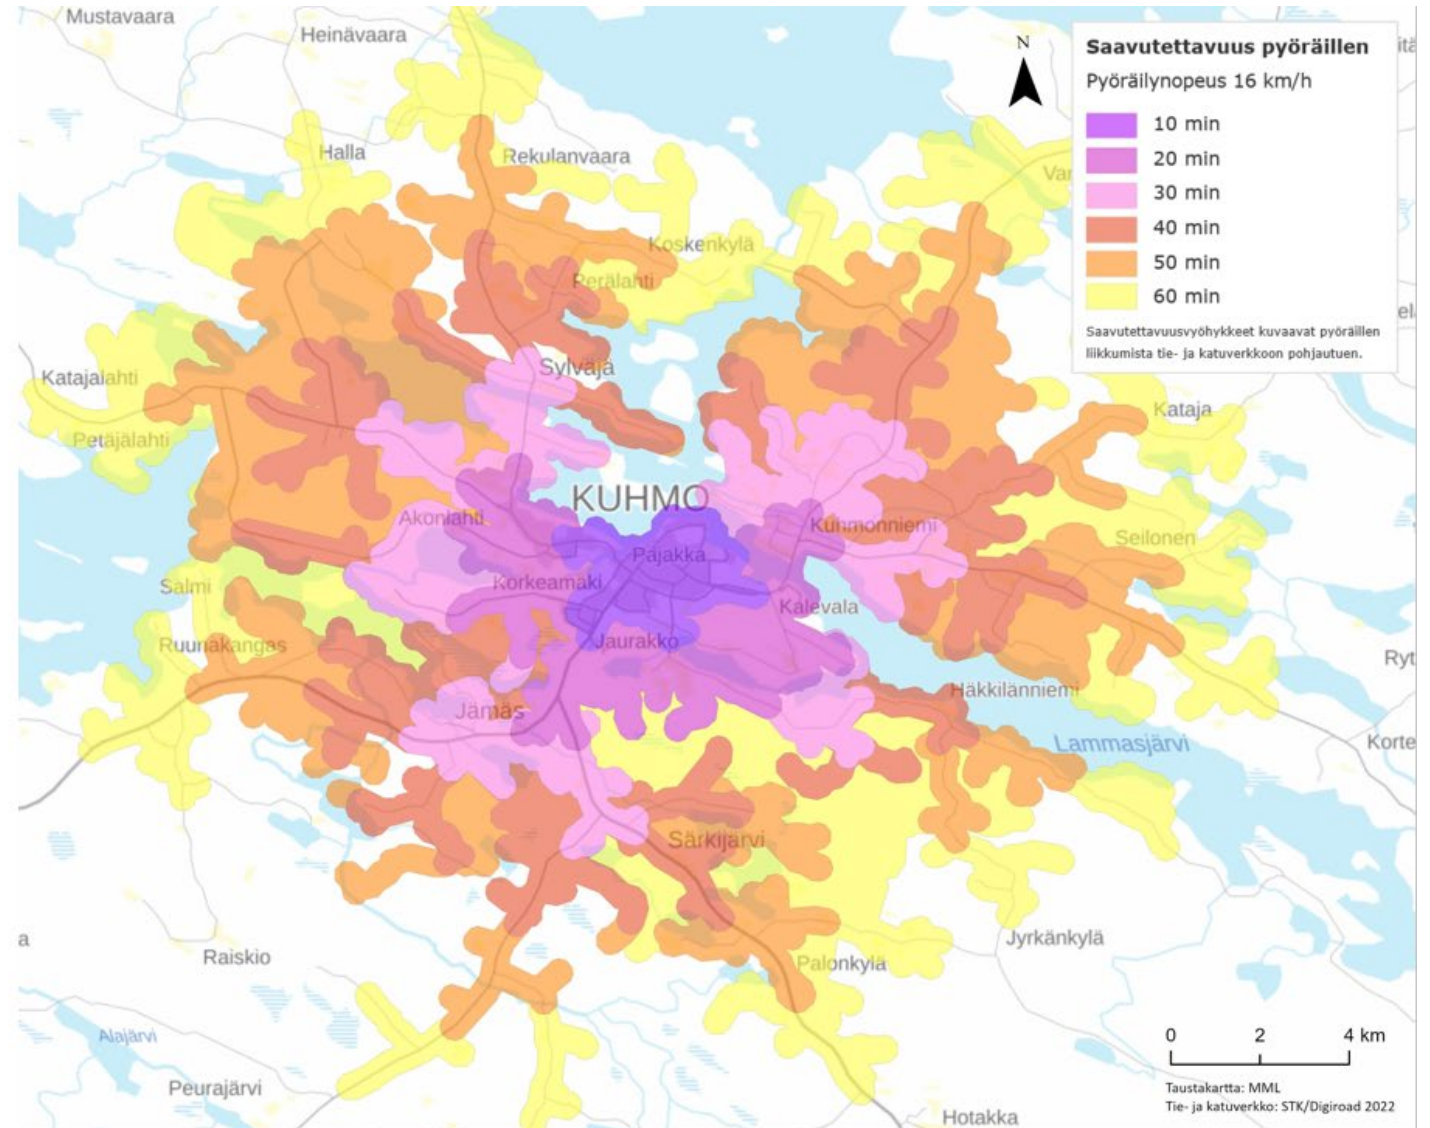 Mustavaara
Heinävaara
N
Saavutettavuus pyöräillen
Pyöräilynopeus 16 km/h
10 min
20 min
30 min
40 min
50 min
60 min
Saavutettavuusvyöhykkeet kuvaavat pyöräillen
liikkumista tie- ja katuverkkoon pohjautuen.
Halla
Rekulanvaara
Koskenkylä
Perälahti
Sylväjä
Katajalahti
Petäjälahti
Kataja
KUHMO
Akonlahti
Kuhmonniemi
Seilonen
Pajakka
Korkeamäki
Salmi
Kalevala
Ruunakangas
Jaurakko
Häkkilänniemi
Jämäs
Lammasjärvi
Särkijärvi
Raiskio
Jyrkänkylä
Palonkylä
Alajärvi
Peurajärvi
Hotakka
0 2 4 km
Taustakartta: MML
Tie- ja katuverkko: STK/Digiroad 2022